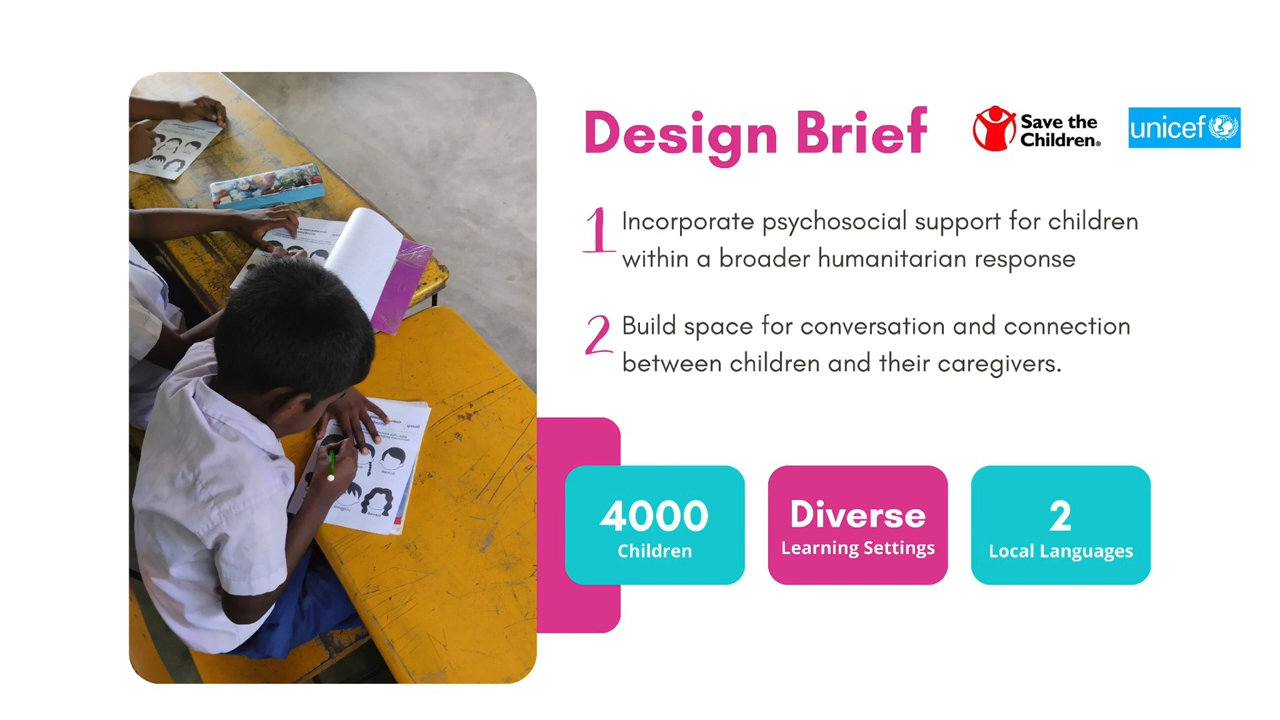 Design Brief
Save the
Children®
unicef
1 Incorporate psychosocial support for children
within a broader humanitarian response
2 Build space for conversation and connection
between children and their caregivers.
4000
Children
Diverse
Learning Settings
2
Local Languages